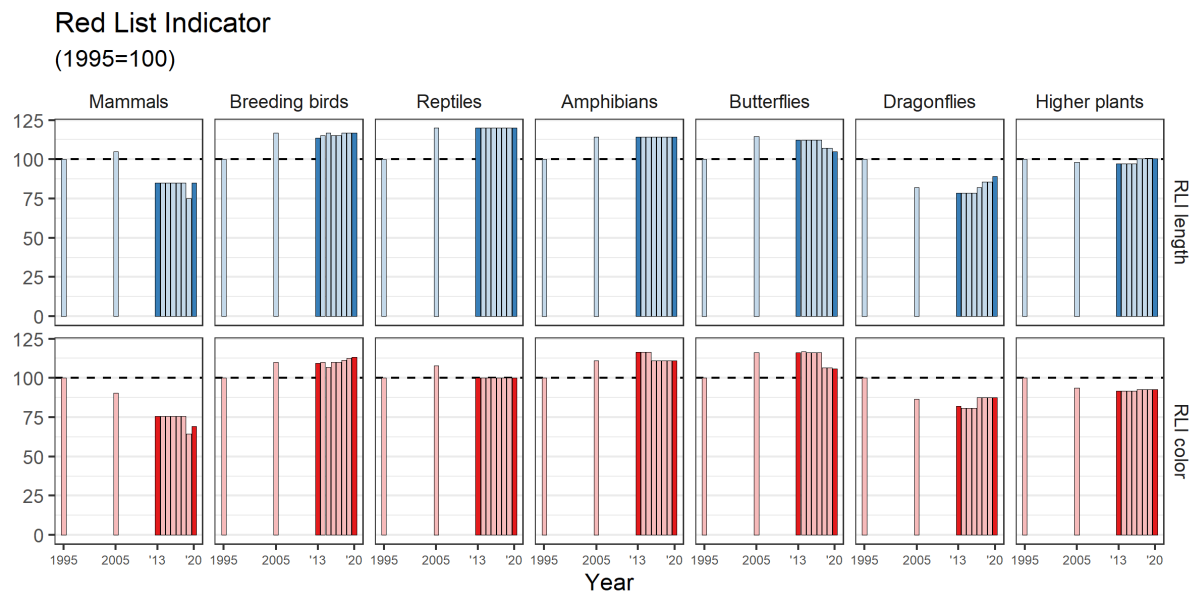 Red List Indicator
(1995=100)
Mammals Breeding birds Reptiles Amphibians Butterflies Dragonflies Higher plants
125
100
75
50
25
0
RLI length
125
100
75
50
25
0
RLI color
1995 2005 '13 '20 1995 2005 '13 '20 1995 2005 '13 '20 1995 2005 '13 '20 1995 2005 '13 '20 1995 2005 '13 '20 1995 2005 '13 '20
Year